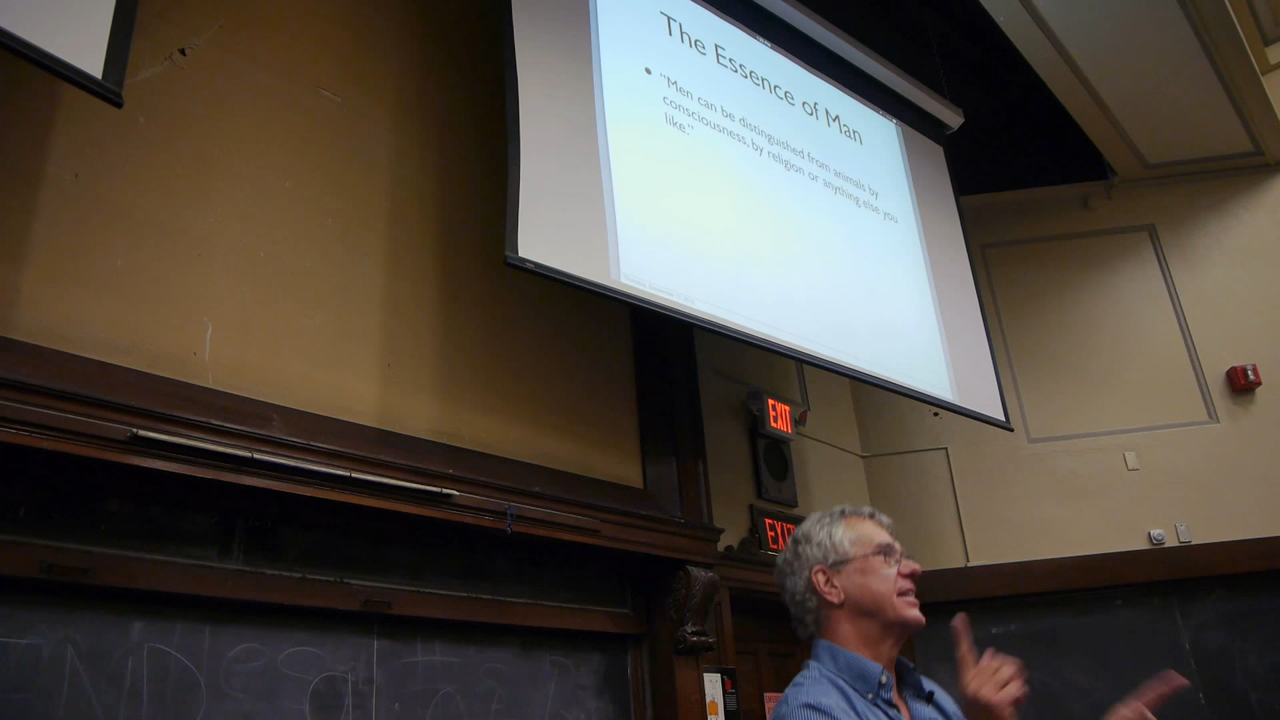 The Essence of Man
• "Men can be distinguished from animals by
consciousness, by religion or anything else you
like"
EXIT
EXIT